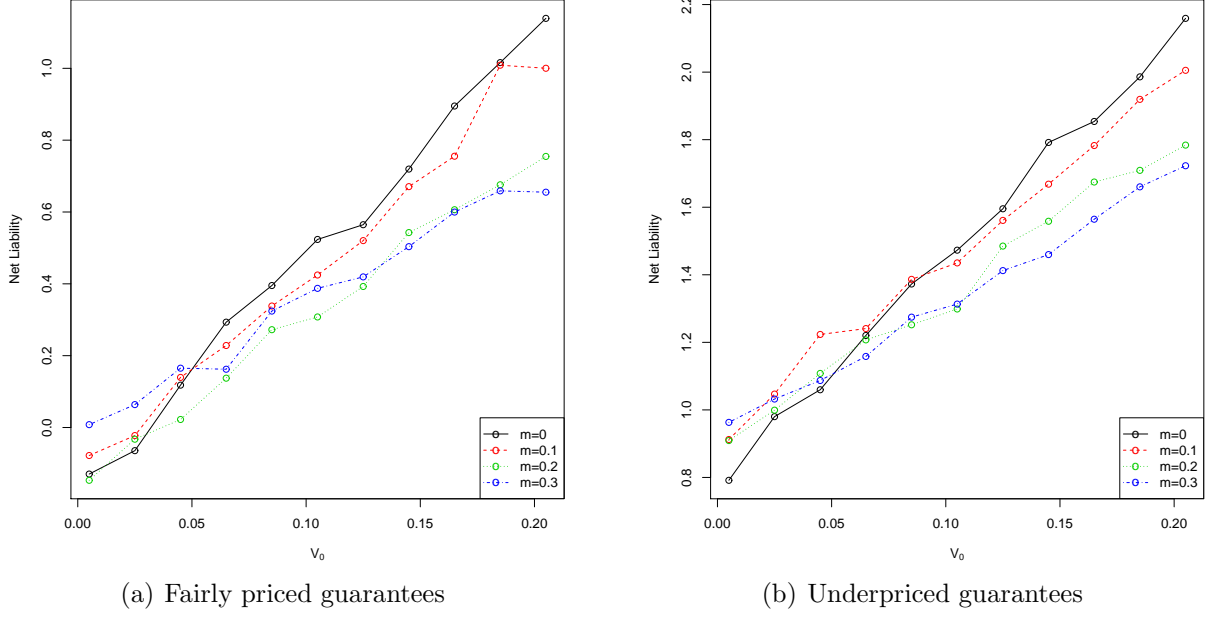 Net Liability
0.0
0.2
0.4
0.6
0.8
1.0
0.00
0.05
0.10
0.15
0.20
V₀
m=0
m=0.1
m=0.2
m=0.3
(a) Fairly priced guarantees
Net Liability
0.8
1.0
1.2
1.4
1.6
1.8
2.0
2.2
0.00
0.05
0.10
0.15
0.20
V₀
m=0
m=0.1
m=0.2
m=0.3
(b) Underpriced guarantees